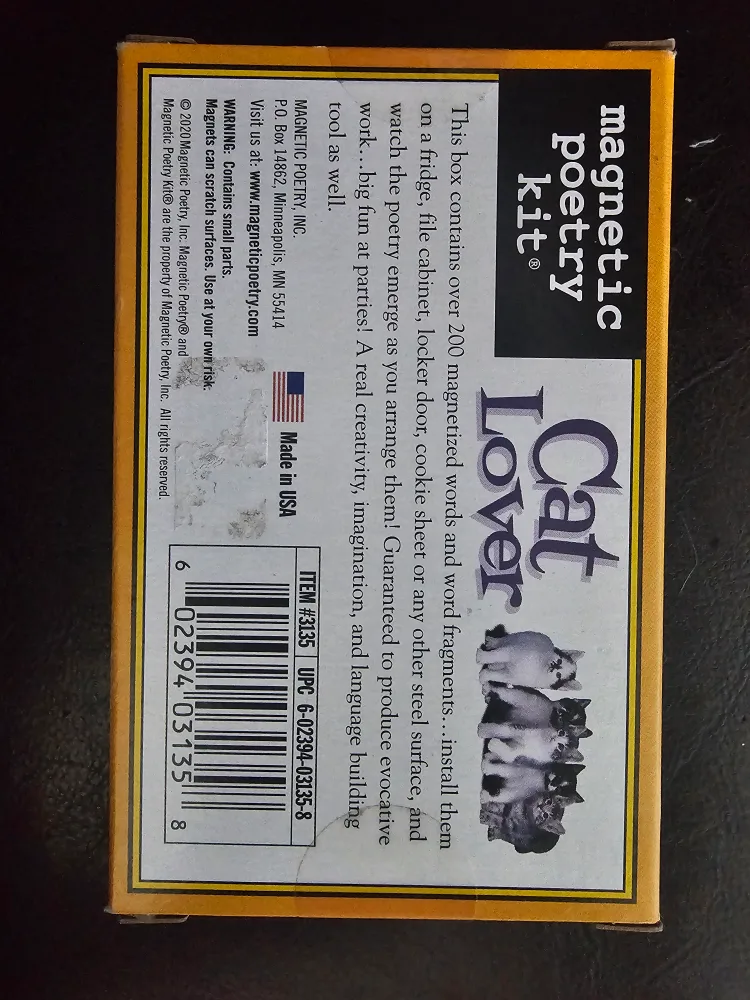 magnetic
poetry
kit®
Cat
Lover
This box contains over 200 magnetized words and word fragments...install them
on a fridge, file cabinet, locker door, cookie sheet or any other steel surface, and
watch the poetry emerge as you arrange them! Guaranteed to produce evocative
work...big fun at parties! A real creativity, imagination, and language building
tool as well.
MAGNETIC POETRY, INC.
P.O. Box 14862, Minneapolis, MN 55414
Visit us at: www.magneticpoetry.com
WARNING: Contains small parts.
Magnets can scratch surfaces. Use at your own risk.
© 2020 Magnetic Poetry, Inc. Magnetic Poetry® and
Magnetic Poetry Kit® are the property of Magnetic Poetry, Inc. All rights reserved.
Made in USA
ITEM #3135 UPC 6-02394-03135-8
6 02394 03135 8